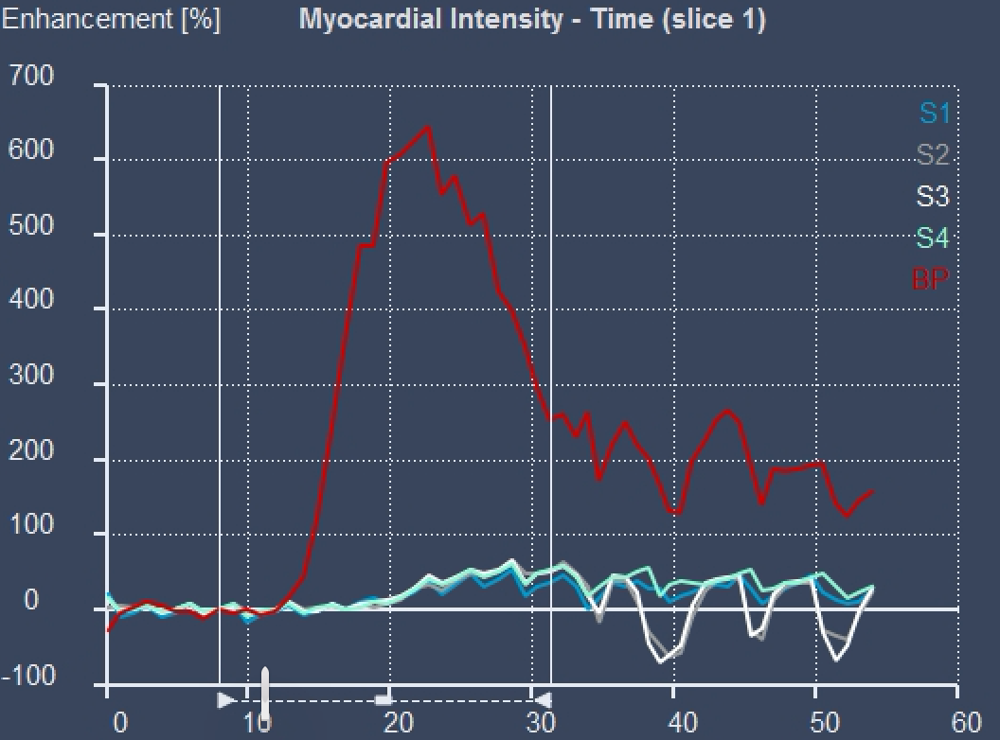 Enhancement [%]
Myocardial Intensity - Time (slice 1)
700
600
500
400
300
200
100
0
-100
S1
S2
S3
S4
BP
0 10 20 30 40 50 60